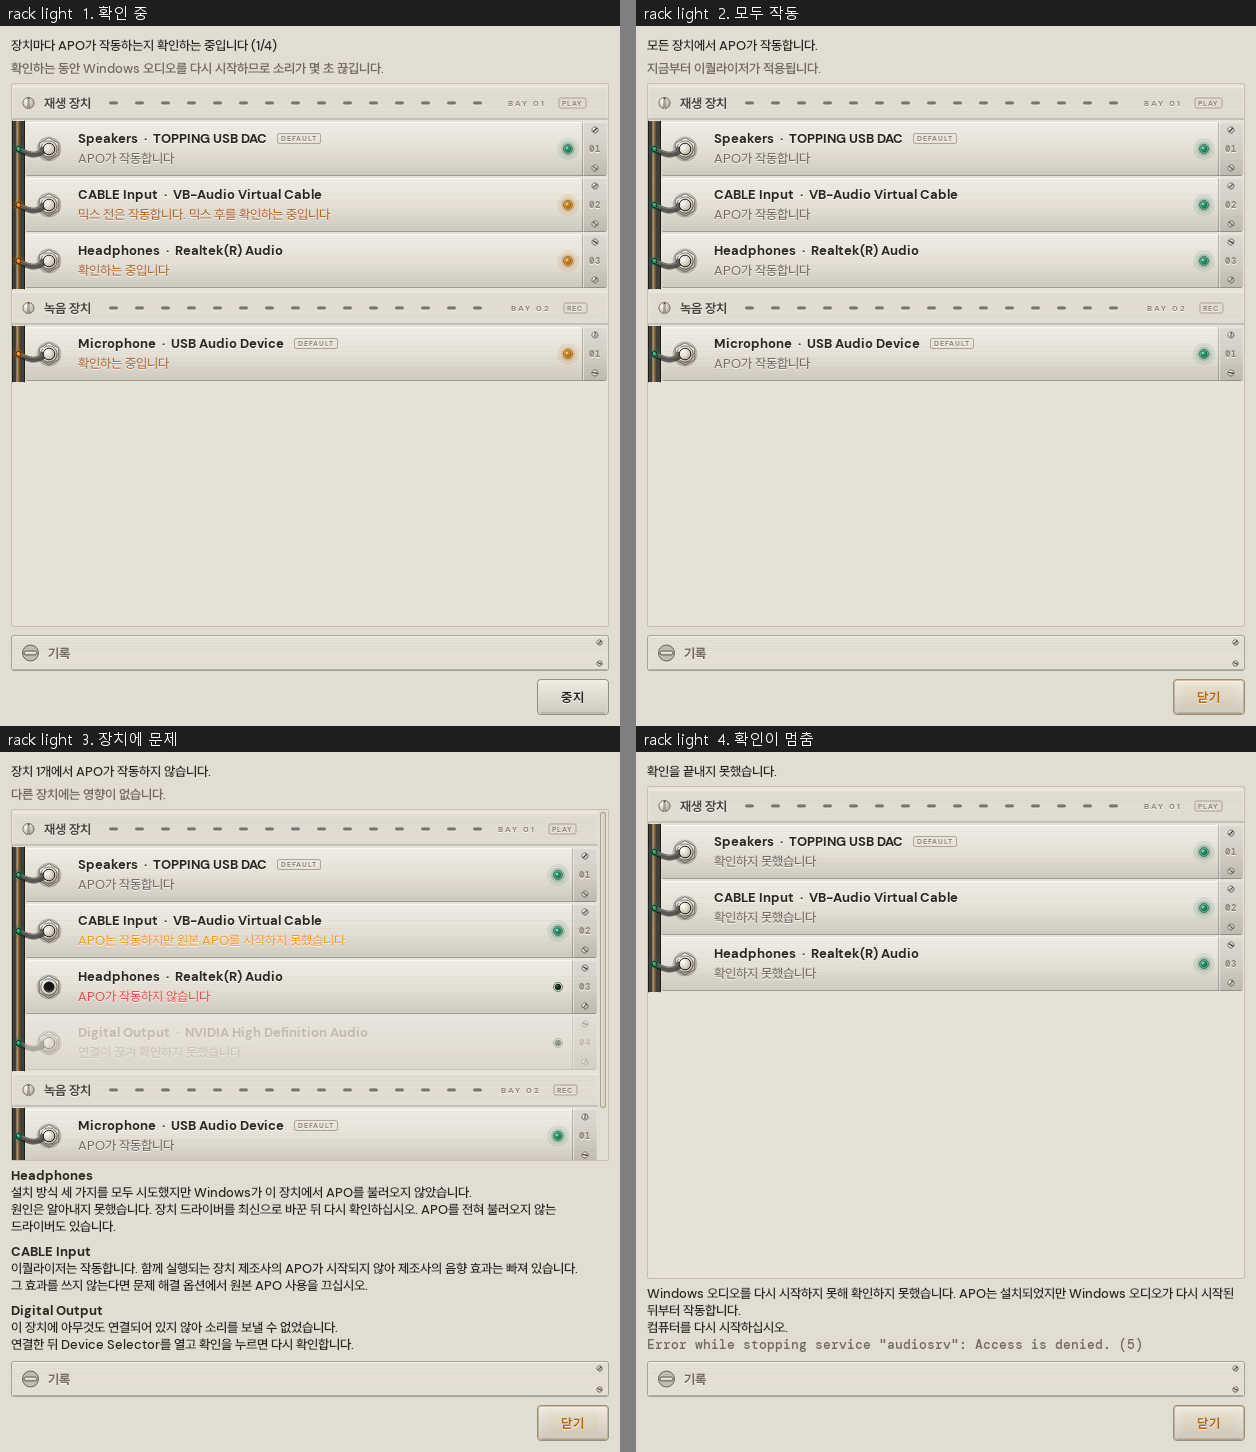 rack light 1. 확인 중
장치마다 APO가 작동하는지 확인하는 중입니다 (1/4)
확인하는 동안 Windows 오디오를 다시 시작하므로 소리가 몇 초 끊깁니다.
재생 장치 BAY 01 PLAY
Speakers · TOPPING USB DAC DEFAULT
APO가 작동합니다
01
CABLE Input · VB-Audio Virtual Cable
믹스 전은 작동합니다. 믹스 후를 확인하는 중입니다
02
Headphones · Realtek(R) Audio
확인하는 중입니다
03
녹음 장치 BAY 02 REC
Microphone · USB Audio Device DEFAULT
확인하는 중입니다
01
기록
중지
rack light 2. 모두 작동
모든 장치에서 APO가 작동합니다.
지금부터 이퀄라이저가 적용됩니다.
재생 장치 BAY 01 PLAY
Speakers · TOPPING USB DAC DEFAULT
APO가 작동합니다
01
CABLE Input · VB-Audio Virtual Cable
APO가 작동합니다
02
Headphones · Realtek(R) Audio
APO가 작동합니다
03
녹음 장치 BAY 02 REC
Microphone · USB Audio Device DEFAULT
APO가 작동합니다
01
기록
닫기
rack light 3. 장치에 문제
장치 1개에서 APO가 작동하지 않습니다.
다른 장치에는 영향이 없습니다.
재생 장치 BAY 01 PLAY
Speakers · TOPPING USB DAC DEFAULT
APO가 작동합니다
01
CABLE Input · VB-Audio Virtual Cable
APO는 작동하지만 원본 APO를 시작하지 못했습니다
02
Headphones · Realtek(R) Audio
APO가 작동하지 않습니다
03
Digital Output · NVIDIA High Definition Audio
연결이 끊겨 확인하지 못했습니다
04
녹음 장치 BAY 02 REC
Microphone · USB Audio Device DEFAULT
APO가 작동합니다
01
Headphones
설치 방식 세 가지를 모두 시도했지만 Windows가 이 장치에서 APO를 불러오지 않았습니다.
원인은 알아내지 못했습니다. 장치 드라이버를 최신으로 바꾼 뒤 다시 확인하십시오. APO를 전혀 불러오지 않는
드라이버도 있습니다.
CABLE Input
이퀄라이저는 작동합니다. 함께 실행되는 장치 제조사의 APO가 시작되지 않아 제조사의 음향 효과는 빠져 있습니다.
그 효과를 쓰지 않는다면 문제 해결 옵션에서 원본 APO 사용을 끄십시오.
Digital Output
이 장치에 아무것도 연결되어 있지 않아 소리를 보낼 수 없었습니다.
연결한 뒤 Device Selector를 열고 확인을 누르면 다시 확인합니다.
기록
닫기
rack light 4. 확인이 멈춤
확인을 끝내지 못했습니다.
재생 장치 BAY 01 PLAY
Speakers · TOPPING USB DAC DEFAULT
확인하지 못했습니다
01
CABLE Input · VB-Audio Virtual Cable
확인하지 못했습니다
02
Headphones · Realtek(R) Audio
확인하지 못했습니다
03
Windows 오디오를 다시 시작하지 못해 확인하지 못했습니다. APO는 설치되었지만 Windows 오디오가 다시 시작된
뒤부터 작동합니다.
컴퓨터를 다시 시작하십시오.
Error while stopping service "audiosrv": Access is denied. (5)
기록
닫기